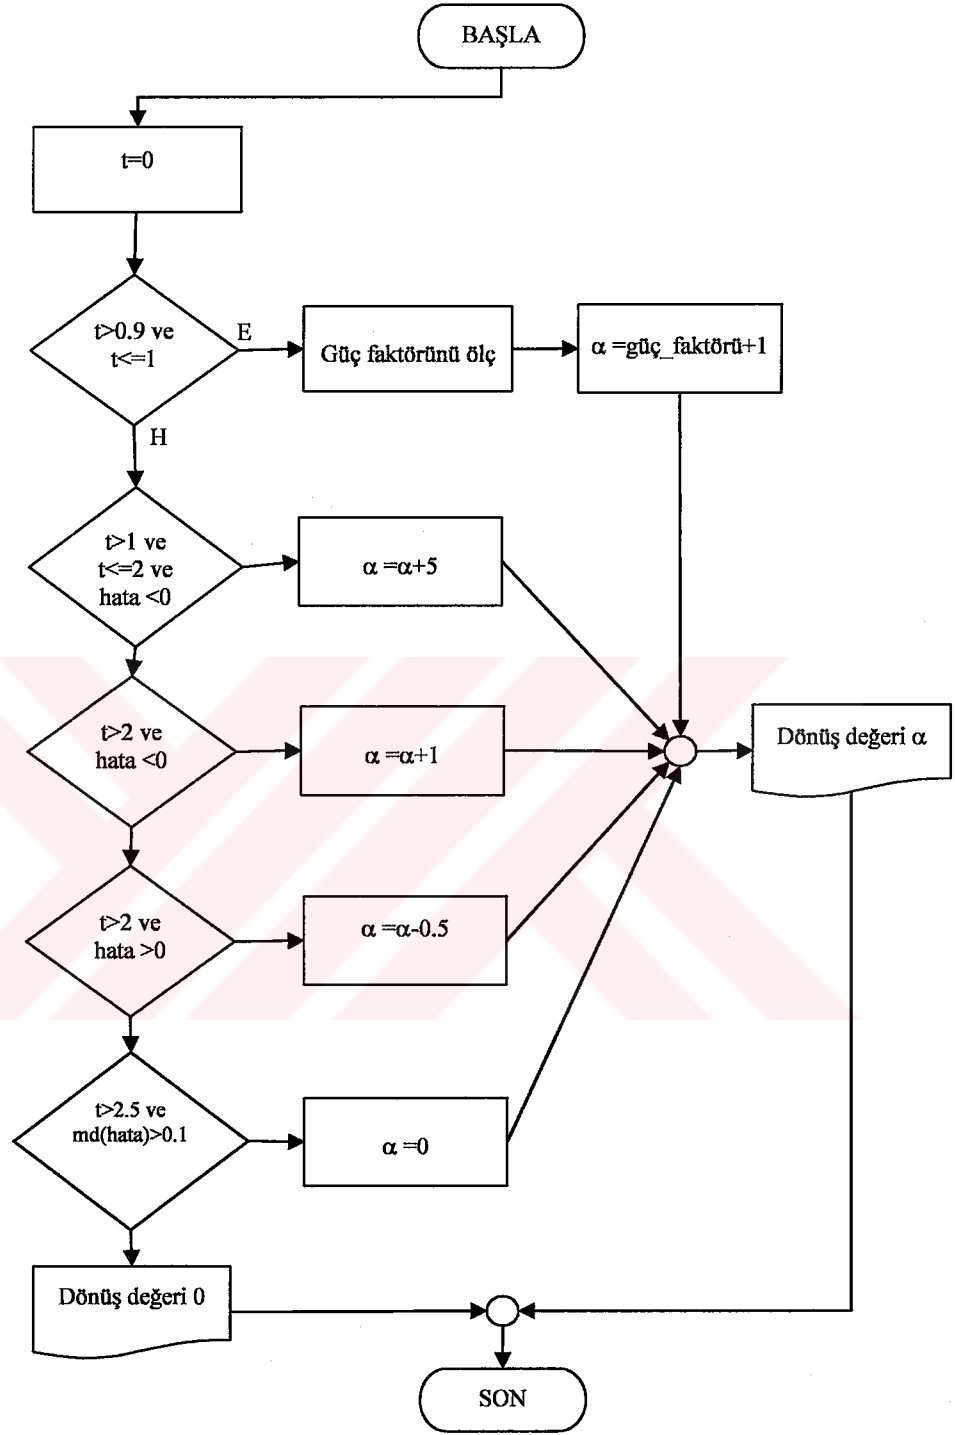 BAŞLA
t=0
t>0.9 ve
t<=1
E
Güç faktörünü ölç
α =güç_faktörü+1
H
t>1 ve
t<=2 ve
hata <0
α =α+5
t>2 ve
hata <0
α =α+1
Dönüş değeri α
t>2 ve
hata >0
α =α-0.5
t>2.5 ve
md(hata)>0.1
α =0
Dönüş değeri 0
SON